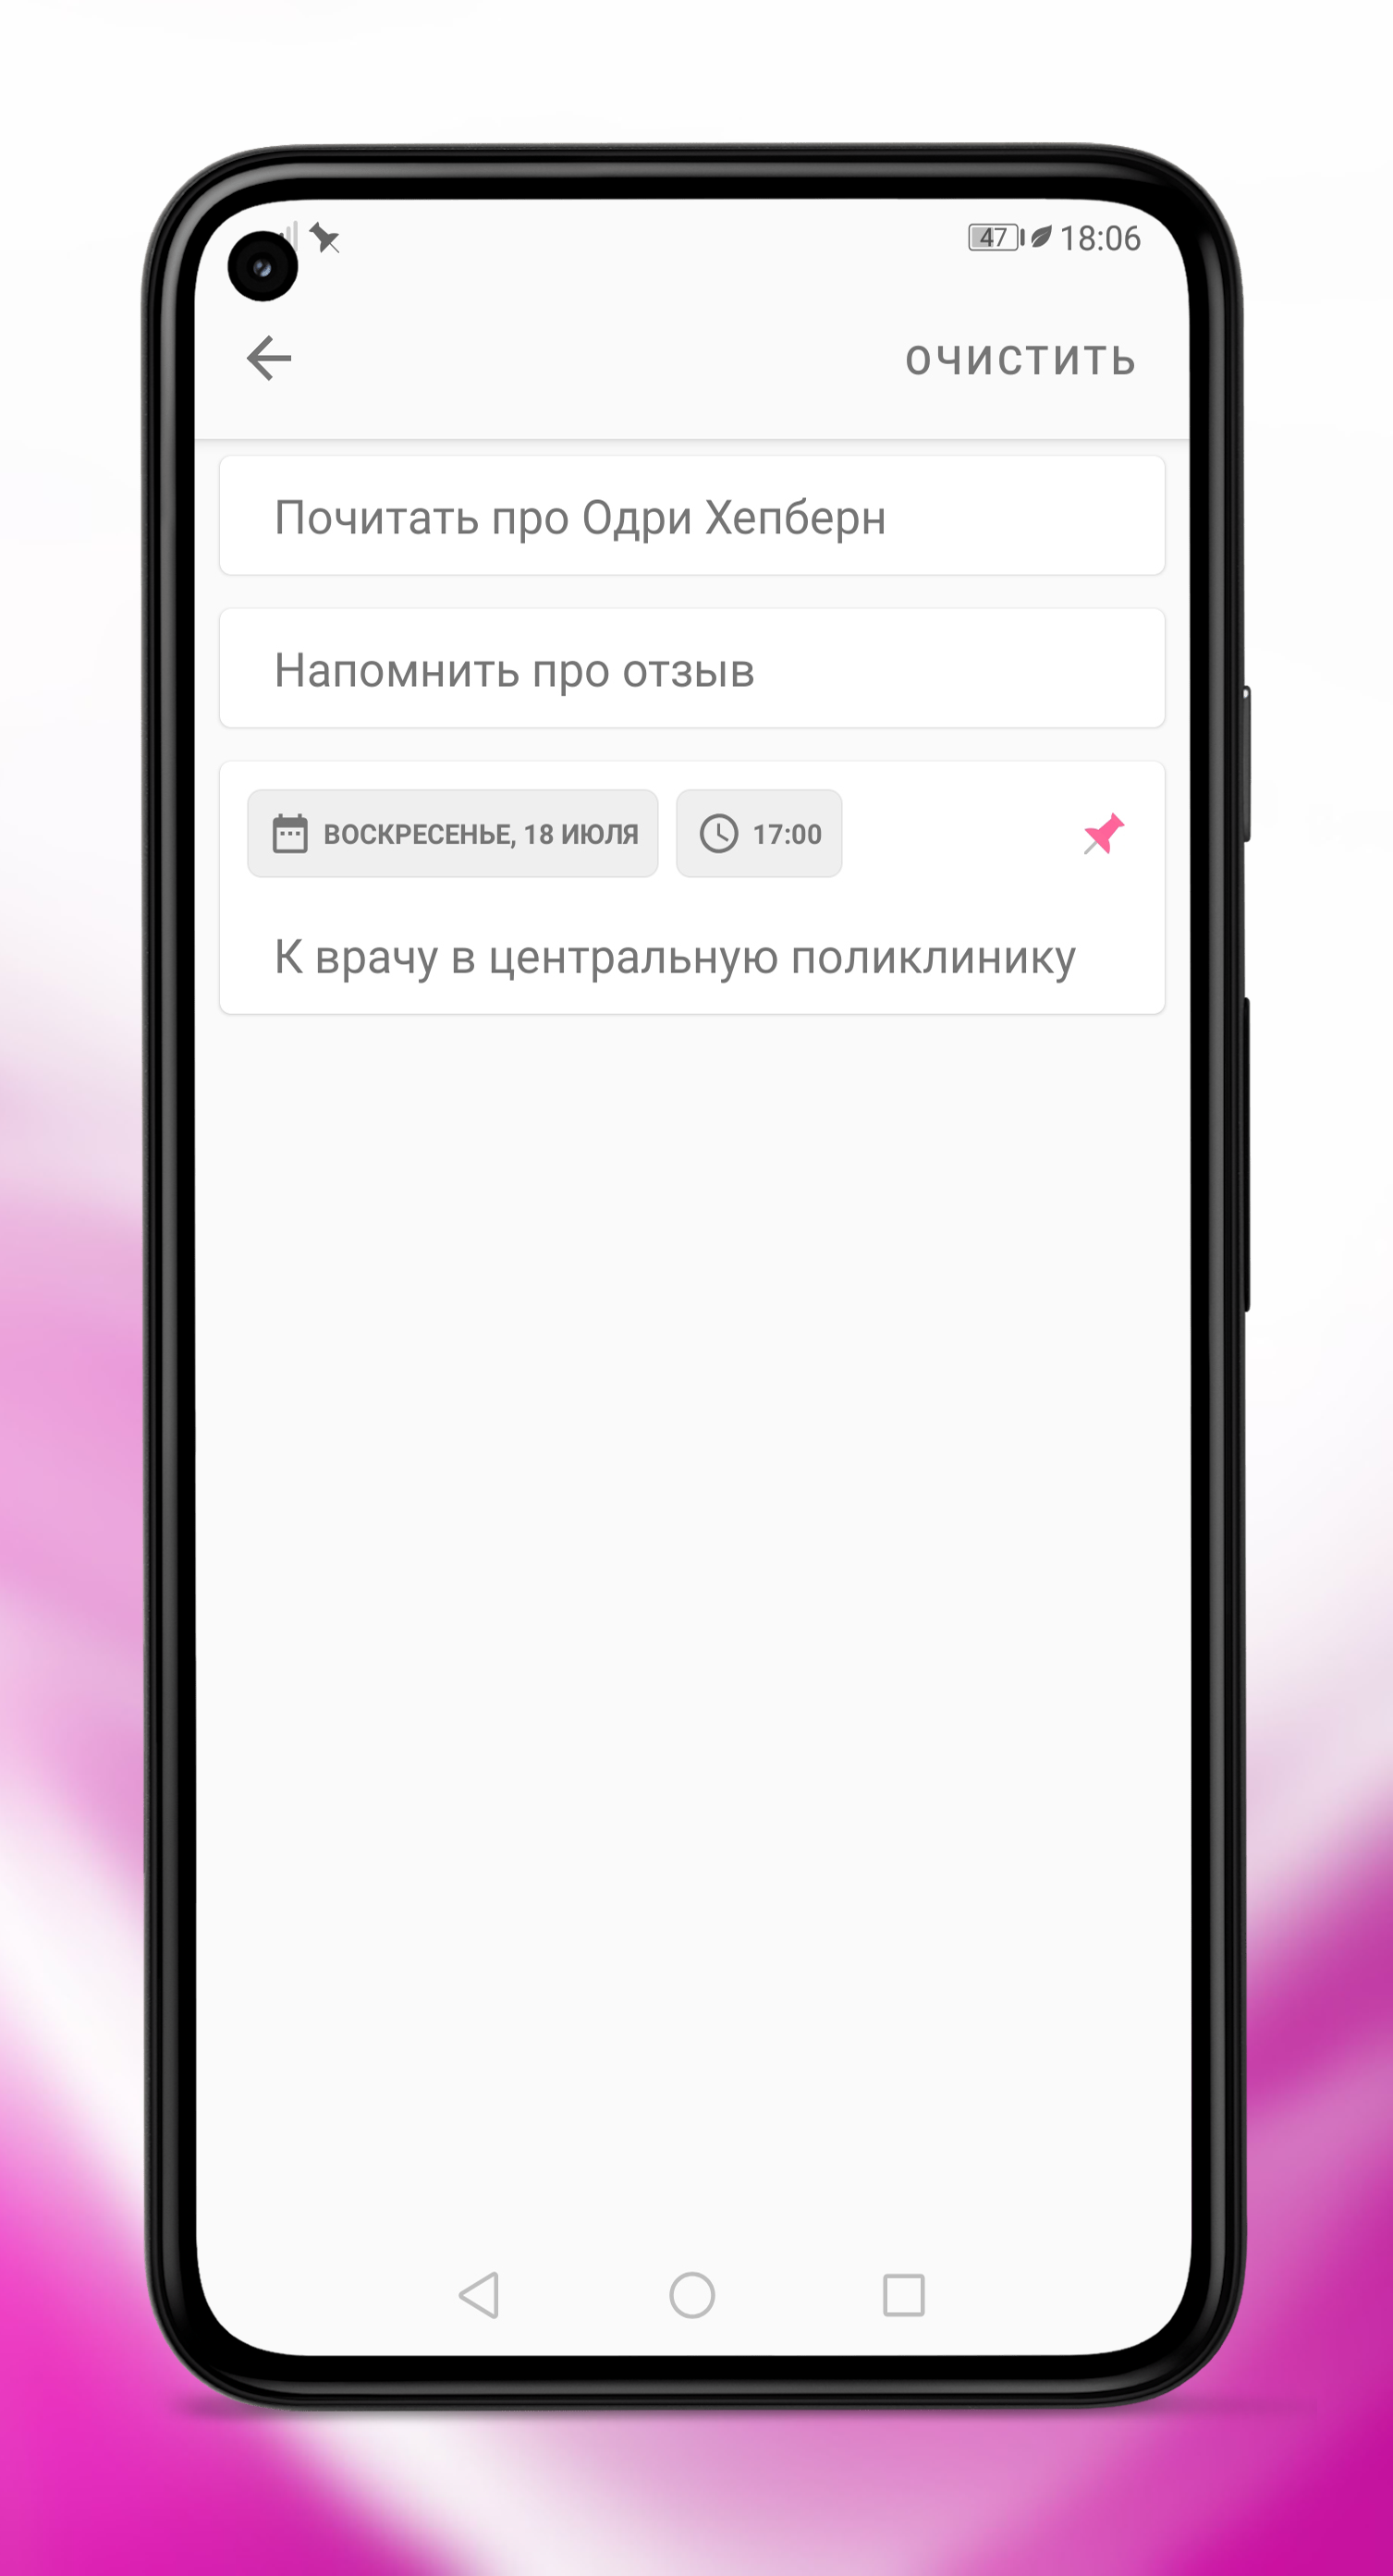 47 18:06
ОЧИСТИТЬ
Почитать про Одри Хепберн
Напомнить про отзыв
ВОСКРЕСЕНЬЕ, 18 ИЮЛЯ 17:00
К врачу в центральную поликлинику